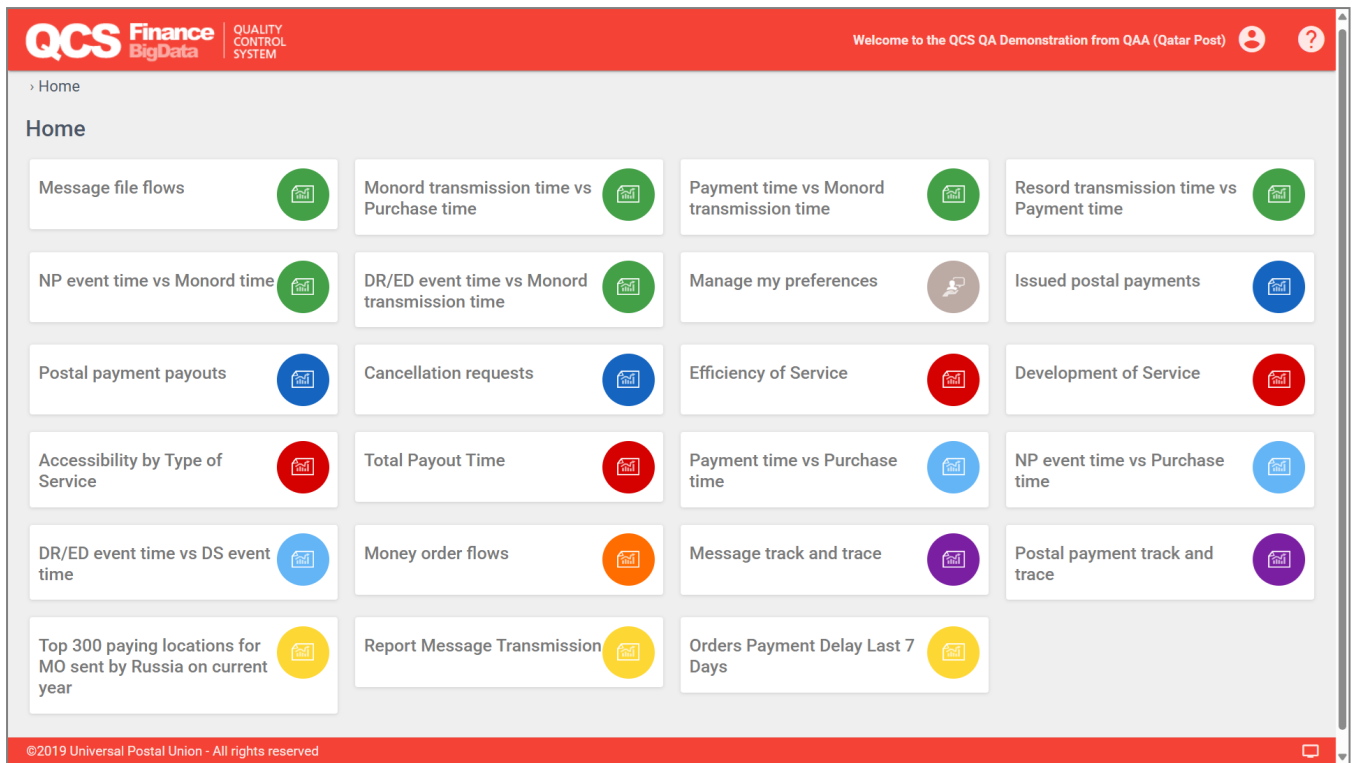 QCS Finance BigData QUALITY CONTROL SYSTEM
Welcome to the QCS QA Demonstration from QAA (Qatar Post)
?
› Home
Home
Message file flows
Monord transmission time vs
Purchase time
Payment time vs Monord
transmission time
Resord transmission time vs
Payment time
NP event time vs Monord time
DR/ED event time vs Monord
transmission time
Manage my preferences
Issued postal payments
Postal payment payouts
Cancellation requests
Efficiency of Service
Development of Service
Accessibility by Type of
Service
Total Payout Time
Payment time vs Purchase
time
NP event time vs Purchase
time
DR/ED event time vs DS event
time
Money order flows
Message track and trace
Postal payment track and
trace
Top 300 paying locations for
MO sent by Russia on current
year
Report Message Transmission
Orders Payment Delay Last 7
Days
©2019 Universal Postal Union - All rights reserved